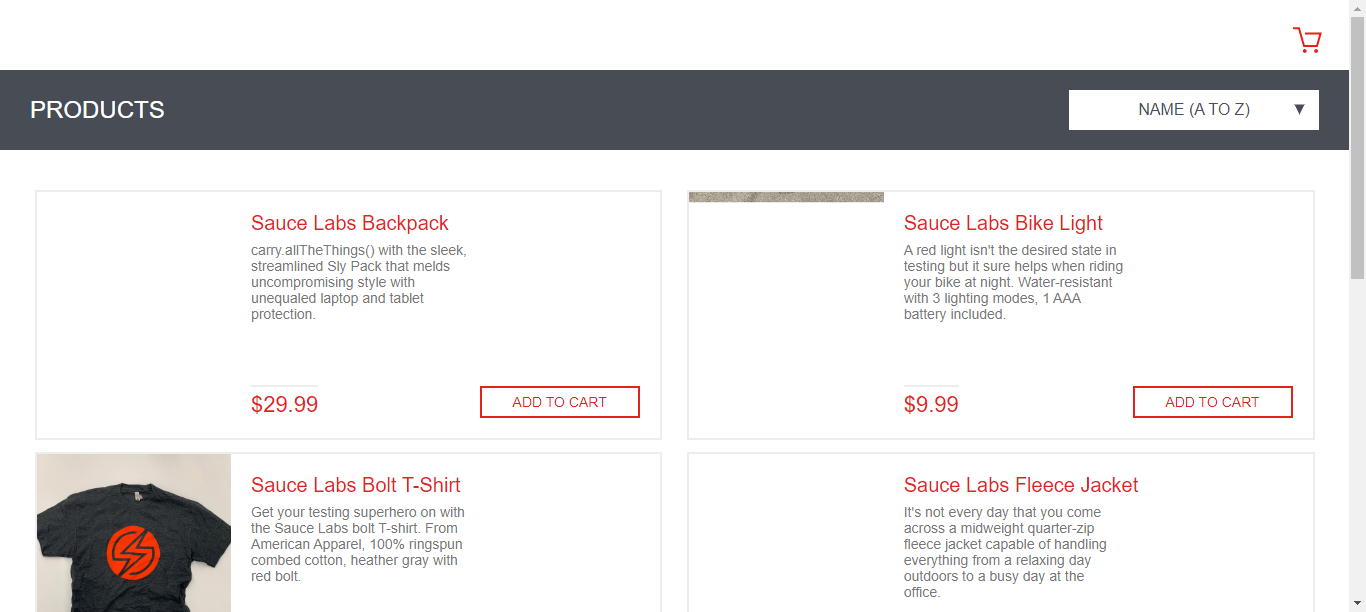 PRODUCTS
NAME (A TO Z)
Sauce Labs Backpack
carry.allTheThings() with the sleek,
streamlined Sly Pack that melds
uncompromising style with
unequaled laptop and tablet
protection.
$29.99
ADD TO CART
Sauce Labs Bike Light
A red light isn't the desired state in
testing but it sure helps when riding
your bike at night. Water-resistant
with 3 lighting modes, 1 AAA
battery included.
$9.99
ADD TO CART
Sauce Labs Bolt T-Shirt
Get your testing superhero on with
the Sauce Labs bolt T-shirt. From
American Apparel, 100% ringspun
combed cotton, heather gray with
red bolt.
Sauce Labs Fleece Jacket
It's not every day that you come
across a midweight quarter-zip
fleece jacket capable of handling
everything from a relaxing day
outdoors to a busy day at the
office.